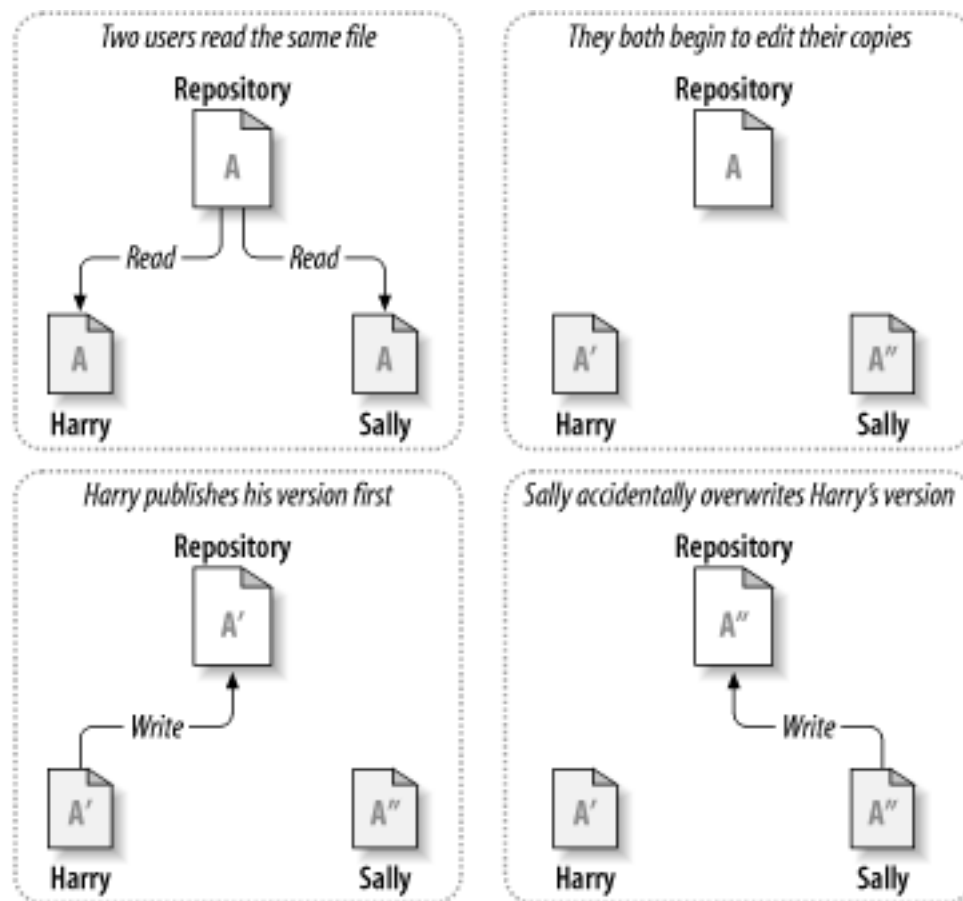 Two users read the same file
Repository
A
Read Read
A A
Harry Sally
They both begin to edit their copies
Repository
A
A' A"
Harry Sally
Harry publishes his version first
Repository
A'
Write
A' A"
Harry Sally
Sally accidentally overwrites Harry's version
Repository
A"
Write
A' A"
Harry Sally